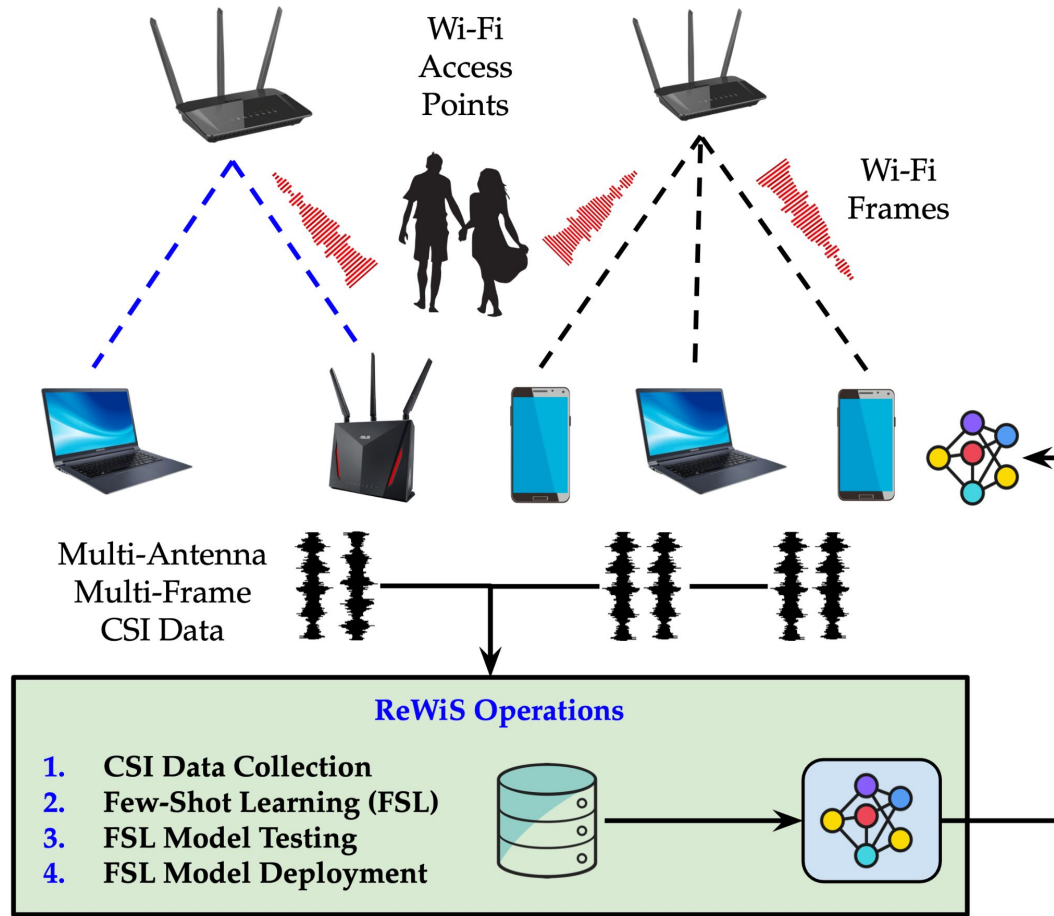 Wi-Fi
Access
Points
Wi-Fi
Frames
Multi-Antenna
Multi-Frame
CSI Data
ReWiS Operations
1. CSI Data Collection
2. Few-Shot Learning (FSL)
3. FSL Model Testing
4. FSL Model Deployment